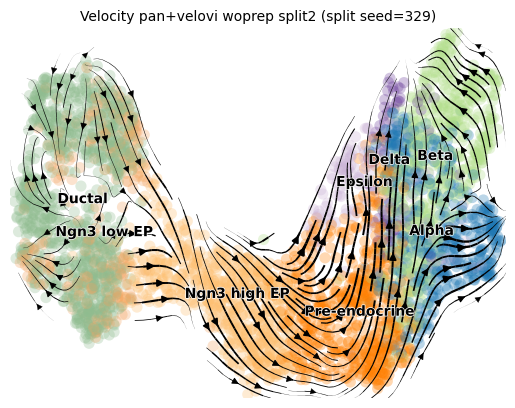 Velocity pan+velovi woprep split2 (split seed=329)
Delta
Beta
Epsilon
Ductal
Ngn3 low EP
Alpha
Ngn3 high EP
Pre-endocrine